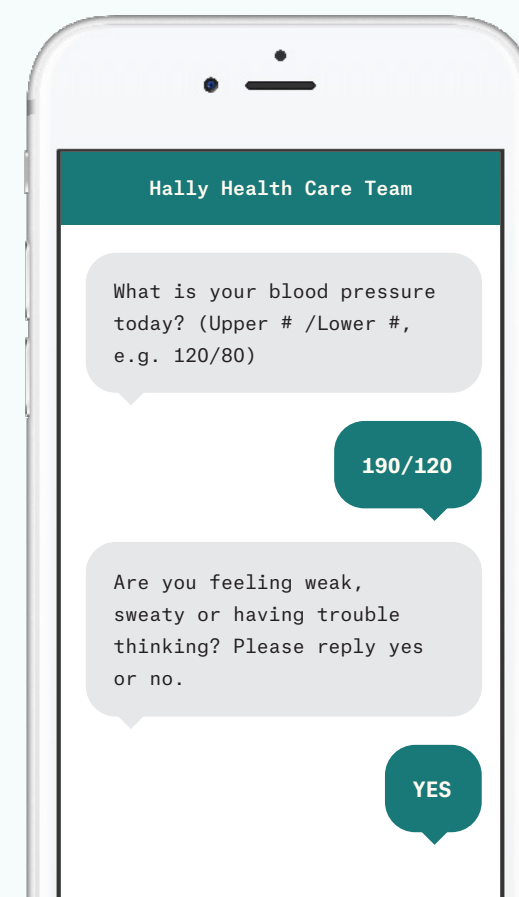 Hally Health Care Team
What is your blood pressure
today? (Upper # /Lower #,
e.g. 120/80)
190/120
Are you feeling weak,
sweaty or having trouble
thinking? Please reply yes
or no.
YES